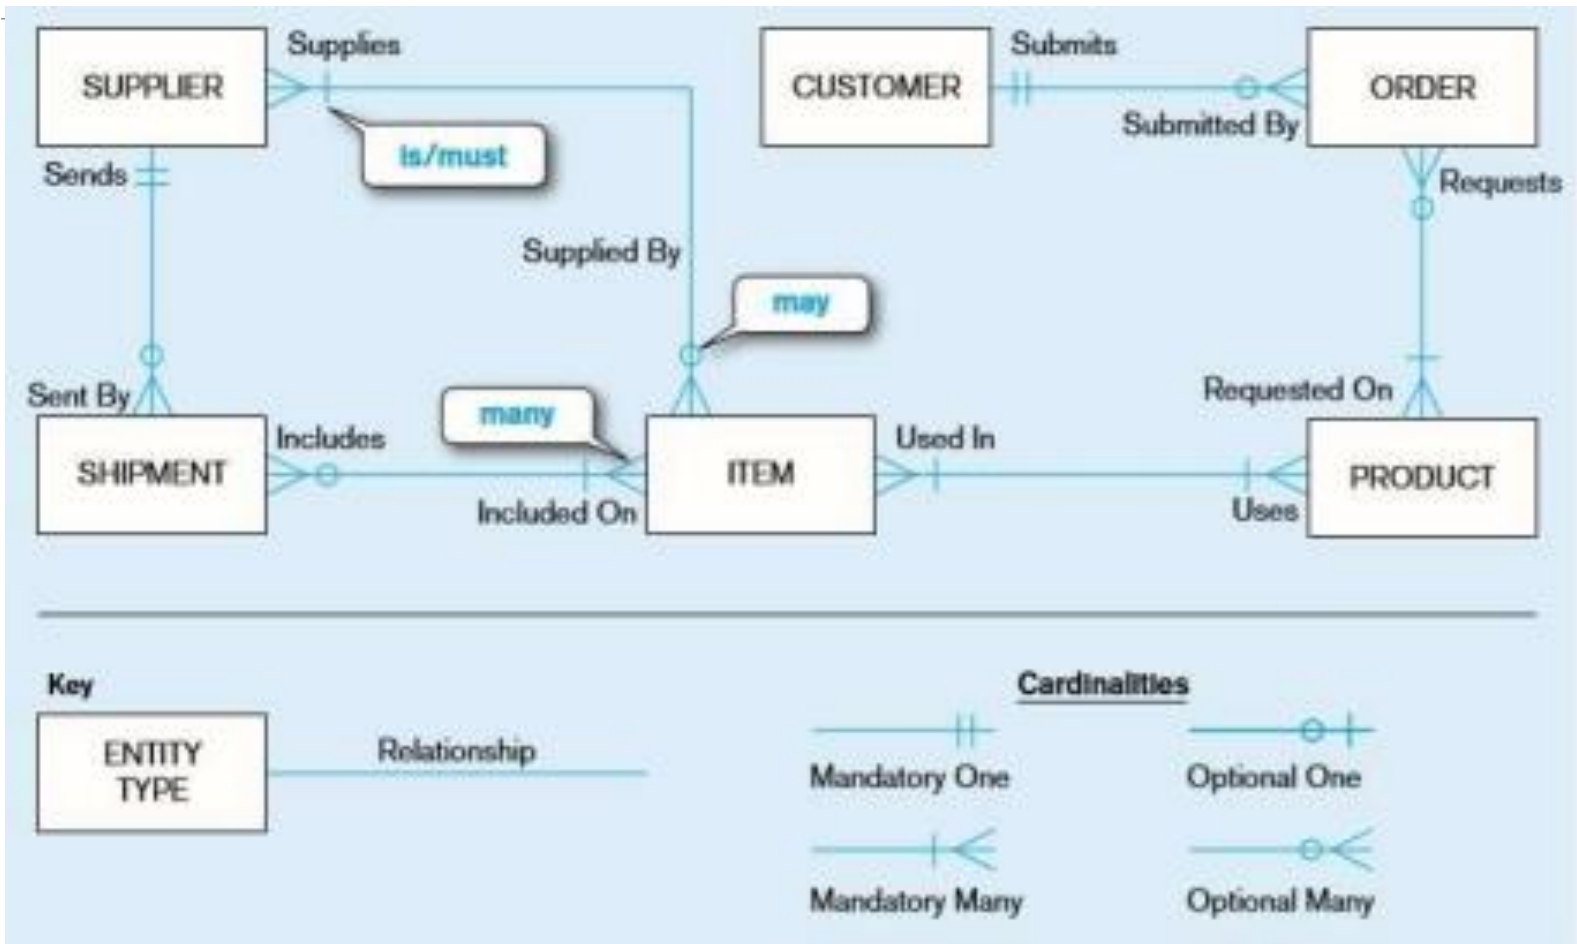 Supplies
Submits
SUPPLIER
CUSTOMER
ORDER
Submitted By
is/must
Sends
Requests
Supplied By
may
Sent By
Requested On
many
Includes
Used In
SHIPMENT
ITEM
PRODUCT
Included On
Uses
Key
Cardinalities
ENTITY
TYPE
Relationship
Mandatory One
Optional One
Mandatory Many
Optional Many